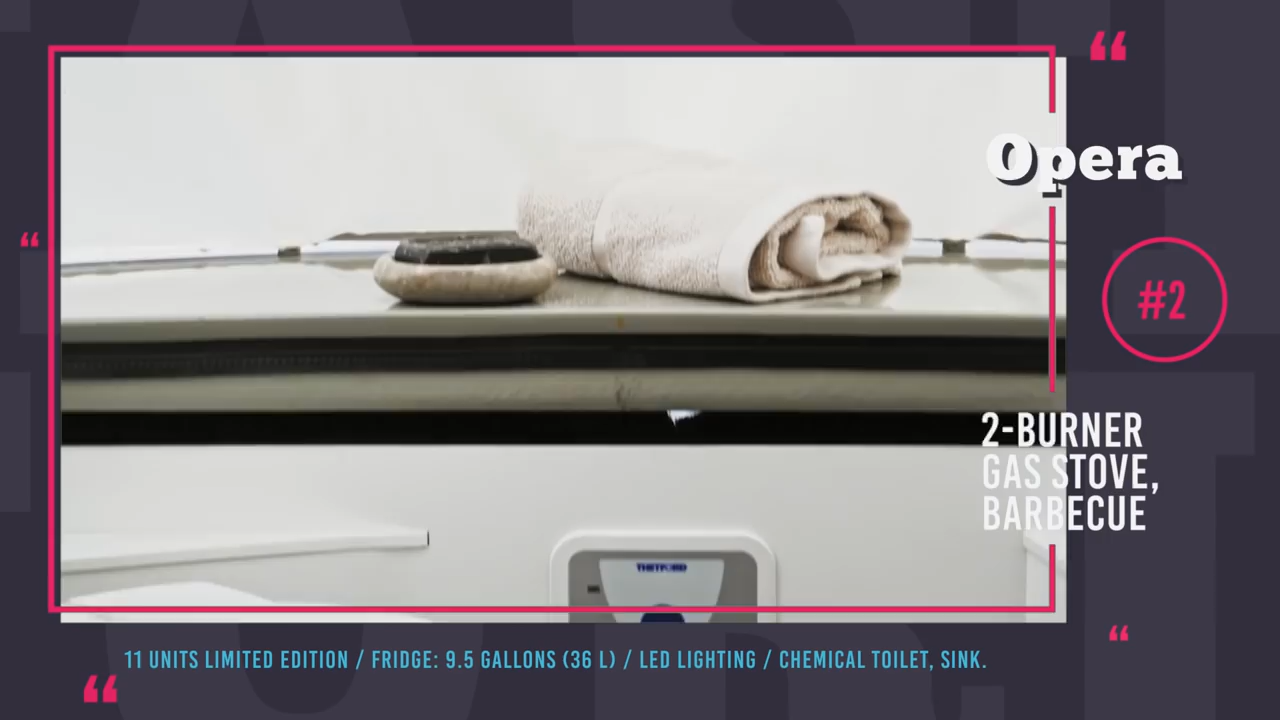 Opera
#2
2-BURNER
GAS STOVE,
BARBECUE
THETFORD
11 UNITS LIMITED EDITION / FRIDGE: 9.5 GALLONS (36 L) / LED LIGHTING / CHEMICAL TOILET, SINK.